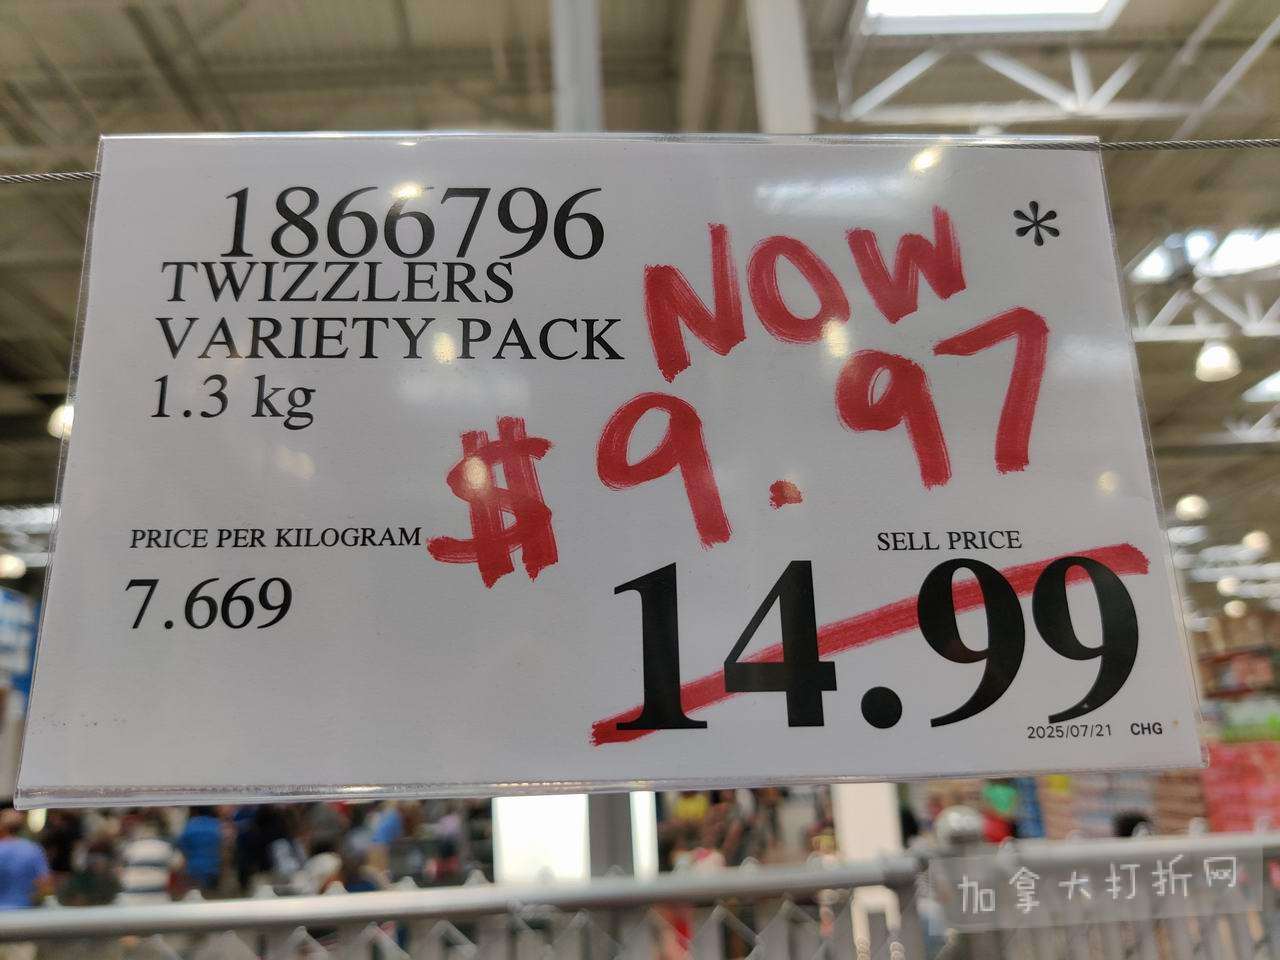 1866796
TWIZZLERS
VARIETY PACK
1.3 kg
NOW
*
$9.97
PRICE PER KILOGRAM
7.669
SELL PRICE
14.99
2025/07/21 CHG
加拿大打折网